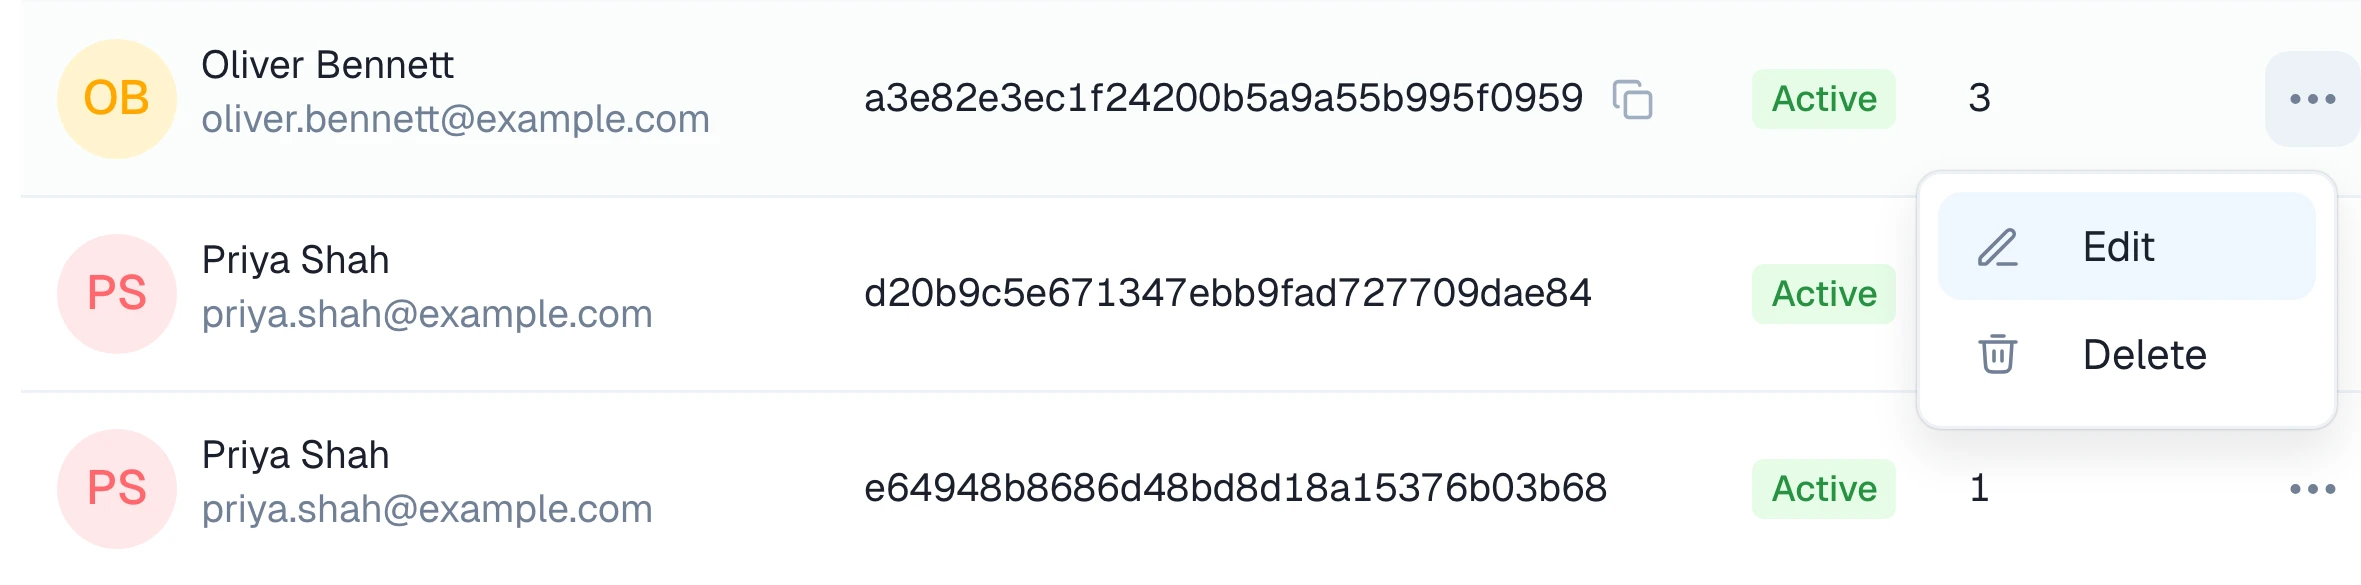 OB
Oliver Bennett
oliver.bennett@example.com
a3e82e3ec1f24200b5a9a55b995f0959
Active
3
Edit
Delete
PS
Priya Shah
priya.shah@example.com
d20b9c5e671347ebb9fad727709dae84
Active
PS
Priya Shah
priya.shah@example.com
e64948b8686d48bd8d18a15376b03b68
Active
1